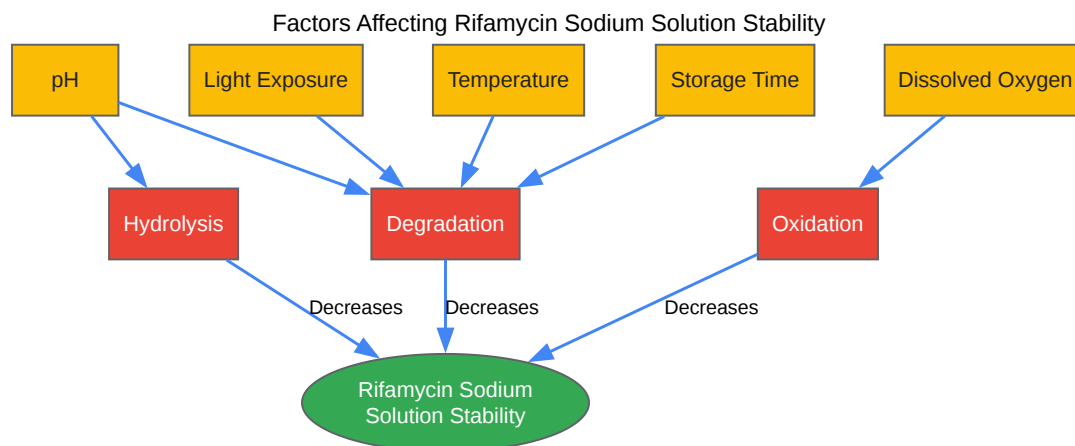 Factors Affecting Rifamycin Sodium Solution Stability
pH
Light Exposure
Temperature
Storage Time
Dissolved Oxygen
Hydrolysis
Degradation
Oxidation
Decreases
Decreases
Decreases
Rifamycin Sodium
Solution Stability